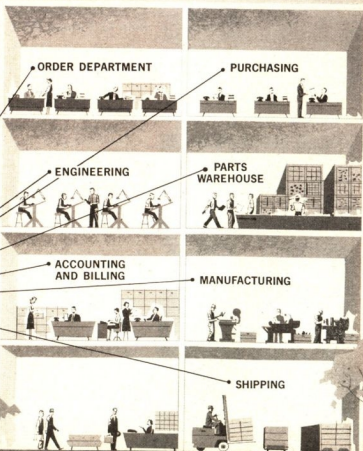 ORDER DEPARTMENT
PURCHASING
ENGINEERING
PARTS
WAREHOUSE
ACCOUNTING
AND BILLING
MANUFACTURING
SHIPPING